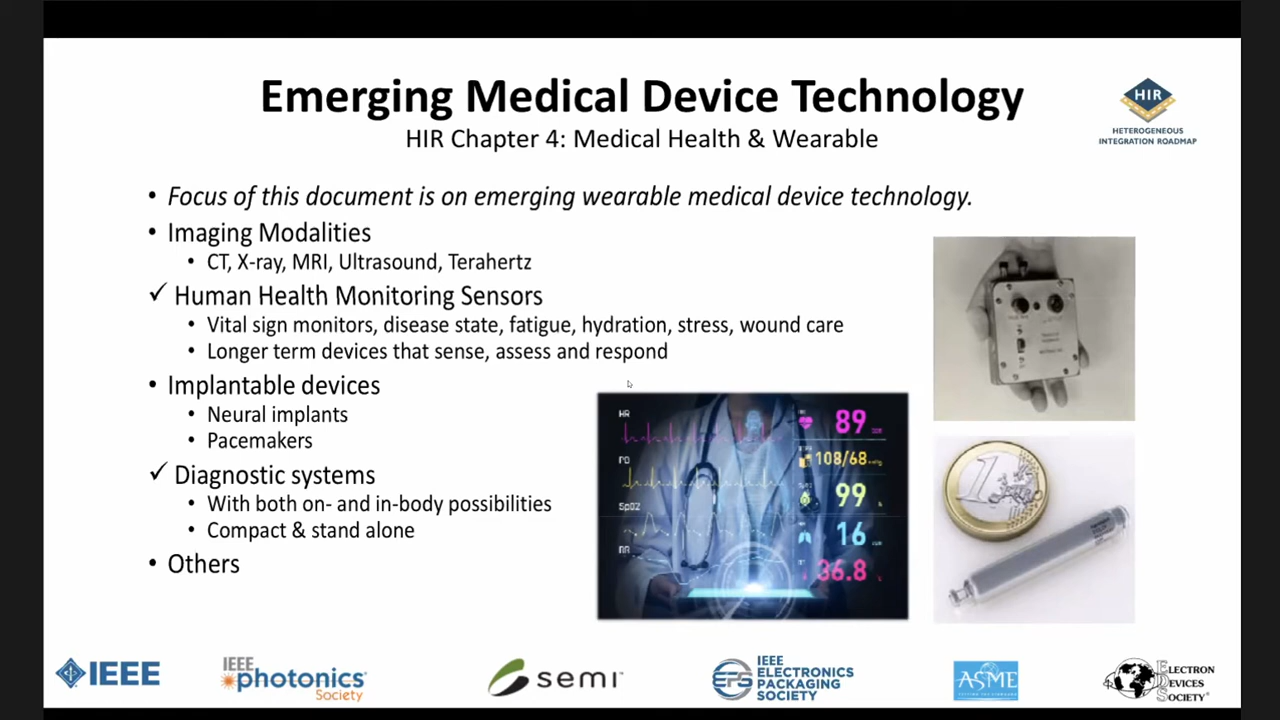 Emerging Medical Device Technology
HIR Chapter 4: Medical Health & Wearable
HIR
HETEROGENEOUS
INTEGRATION ROADMAP
• Focus of this document is on emerging wearable medical device technology.
• Imaging Modalities
• CT, X-ray, MRI, Ultrasound, Terahertz
✓ Human Health Monitoring Sensors
• Vital sign monitors, disease state, fatigue, hydration, stress, wound care
• Longer term devices that sense, assess and respond
• Implantable devices
• Neural implants
• Pacemakers
✓ Diagnostic systems
• With both on- and in-body possibilities
• Compact & stand alone
• Others
HR
89
108/68
SpO2
99
16
RR
36.8
1
IEEE
IEEE
photonics
Society
semi
EPS
IEEE
ELECTRONICS
PACKAGING
SOCIETY
ASME
SETTING THE STANDARD
ELECTRON
DEVICES
SOCIETY®